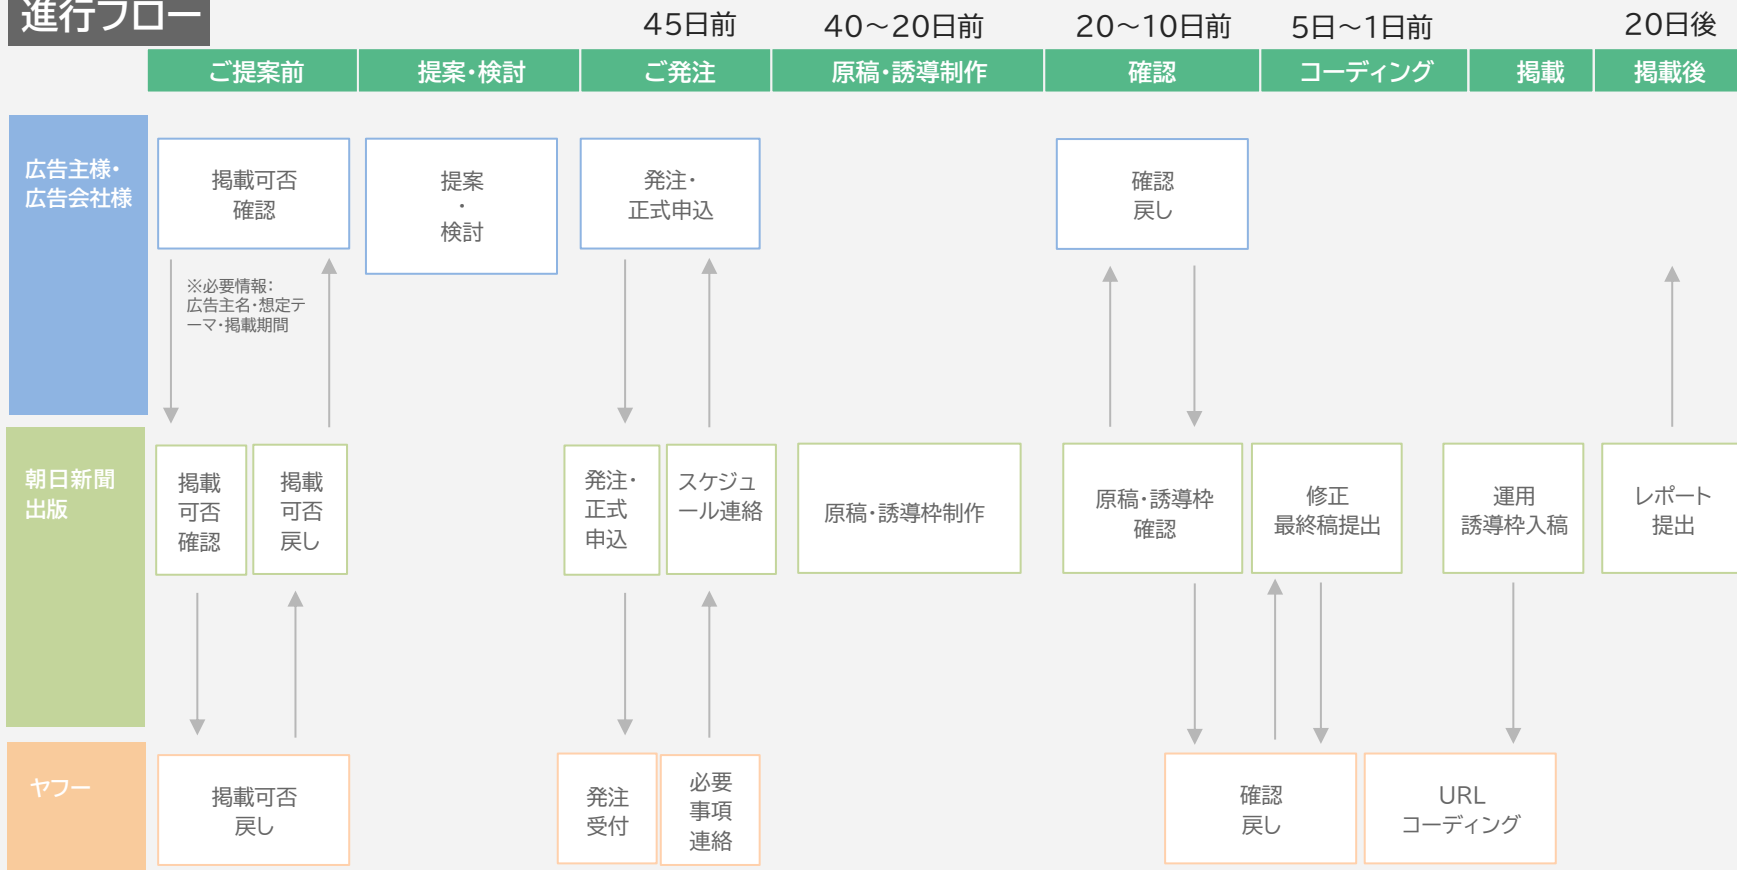 進行フロー
45日前
40～20日前
20～10日前
5日～1日前
20日後
ご提案前
提案・検討
ご発注
原稿・誘導制作
確認
コーディング
掲載
掲載後
広告主様・
広告会社様
掲載可否
確認
提案
・
検討
発注・
正式申込
確認
戻し
※必要情報：
広告主名・想定テ
ーマ・掲載期間
朝日新聞
出版
掲載
可否
確認
掲載
可否
戻し
発注・
正式
申込
スケジュ
ール連絡
原稿・誘導枠制作
原稿・誘導枠
確認
修正
最終稿提出
運用
誘導枠入稿
レポート
提出
ヤフー
掲載可否
戻し
発注
受付
必要
事項
連絡
確認
戻し
URL
コーディング